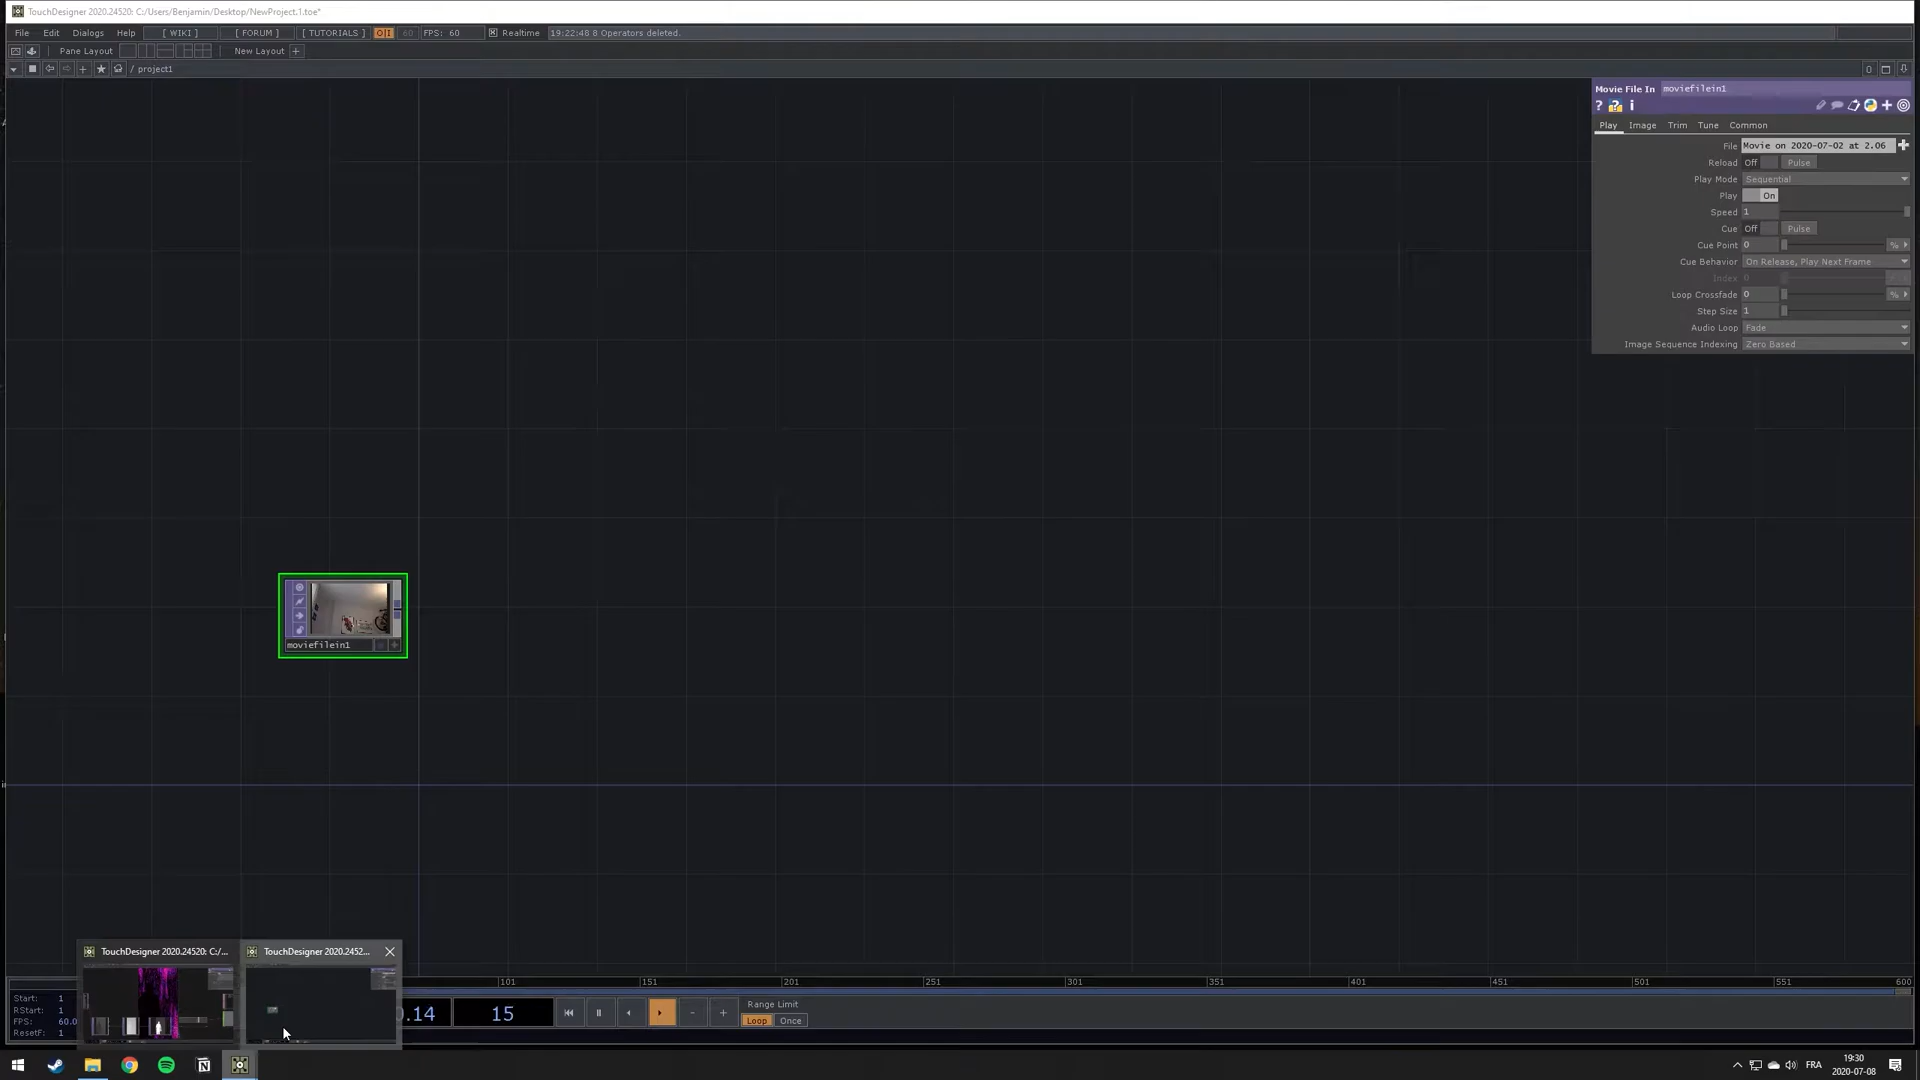 TouchDesigner 2020.24520: C:/Users/Benjamin/Desktop/NewProject.1.toe*
File Edit Dialogs Help [ WIKI ] [ FORUM ] [ TUTORIALS ] O|I 60 FPS: 60 Realtime 19:22:48 8 Operators deleted.
Pane Layout New Layout +
/ project1 0
Movie File In moviefilein1
? ? i
Play Image Trim Tune Common
File Movie on 2020-07-02 at 2.06
Reload Off Pulse
Play Mode Sequential
Play On
Speed 1
Cue Off Pulse
Cue Point 0 %
Cue Behavior On Release, Play Next Frame
Index 0
Loop Crossfade 0 %
Step Size 1
Audio Loop Fade
Image Sequence Indexing Zero Based
moviefilein1
TouchDesigner 2020.24520: C:/... TouchDesigner 2020.2452...
101 151 201 251 301 351 401 451 501 551 600
Start: 1
RStart: 1
FPS: 60.0
ResetF: 1
0.14 15
Range Limit
Loop Once
FRA
19:30
2020-07-08